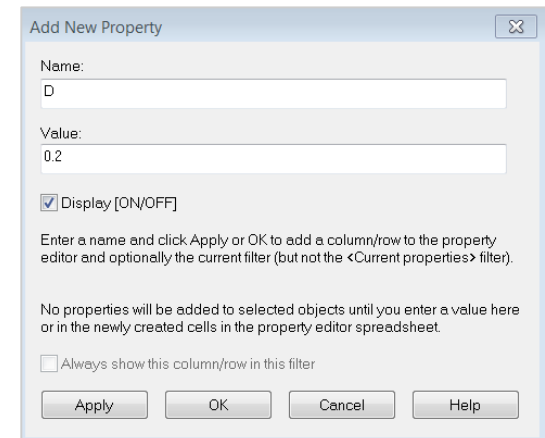 Add New Property
Name:
D
Value:
0.2
Display [ON/OFF]
Enter a name and click Apply or OK to add a column/row to the property
editor and optionally the current filter (but not the <Current properties> filter).
No properties will be added to selected objects until you enter a value here
or in the newly created cells in the property editor spreadsheet.
Always show this column/row in this filter
Apply OK Cancel Help